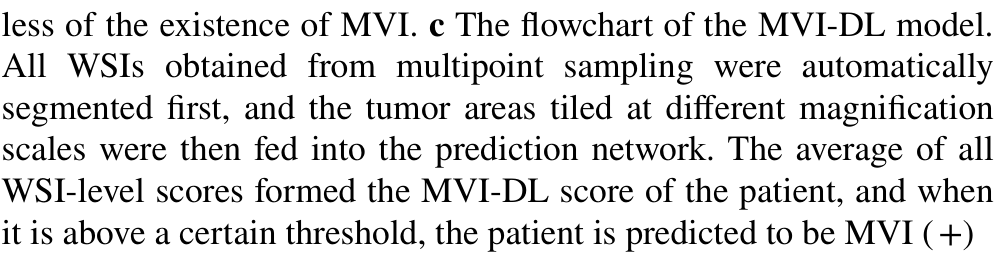 less of the existence of MVI. c The flowchart of the MVI-DL model.
All WSIs obtained from multipoint sampling were automatically
segmented first, and the tumor areas tiled at different magnification
scales were then fed into the prediction network. The average of all
WSI-level scores formed the MVI-DL score of the patient, and when
it is above a certain threshold, the patient is predicted to be MVI (+)